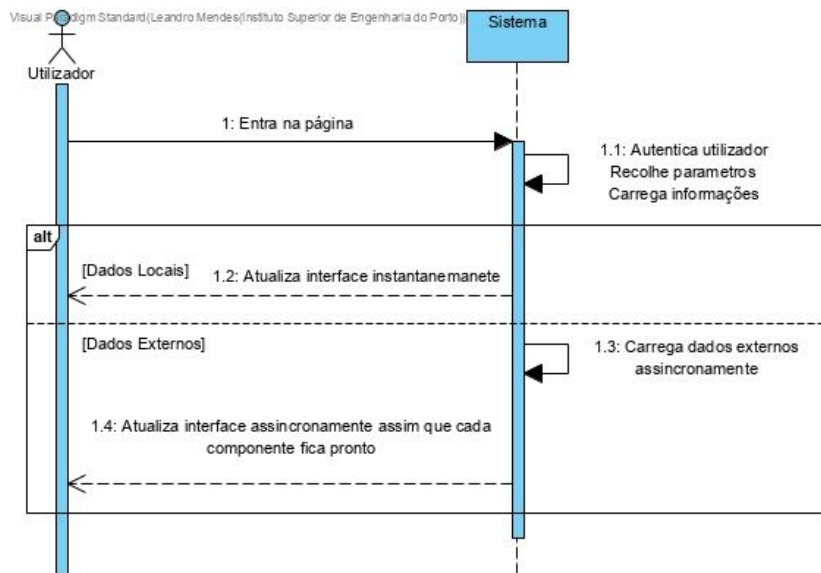 Visual Paradigm Standard(Leandro Mendes(Instituto Superior de Engenharia do Porto))
Sistema
Utilizador
1: Entra na página
1.1: Autentica utilizador
Recolhe parametros
Carrega informações
alt
[Dados Locais]
1.2: Atualiza interface instantanemanete
[Dados Externos]
1.3: Carrega dados externos
assincronamente
1.4: Atualiza interface assincronamente assim que cada
componente fica pronto